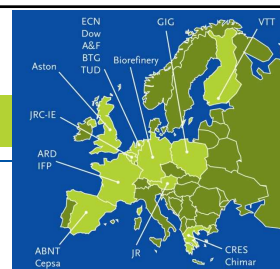 ECN
Dow
A&F
BTG
TUD
GIG
VTT
Biorefinery
Aston
JRC-IE
ARD
IFP
ABNT
Cepsa
JR
CRES
Chimar